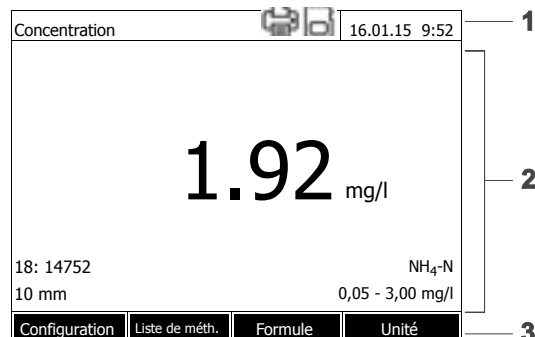 Concentration 16.01.15 9:52 1
1.92 mg/l 2
18: 14752 NH₄-N
10 mm 0,05 - 3,00 mg/l
Configuration Liste de méth. Formule Unité 3